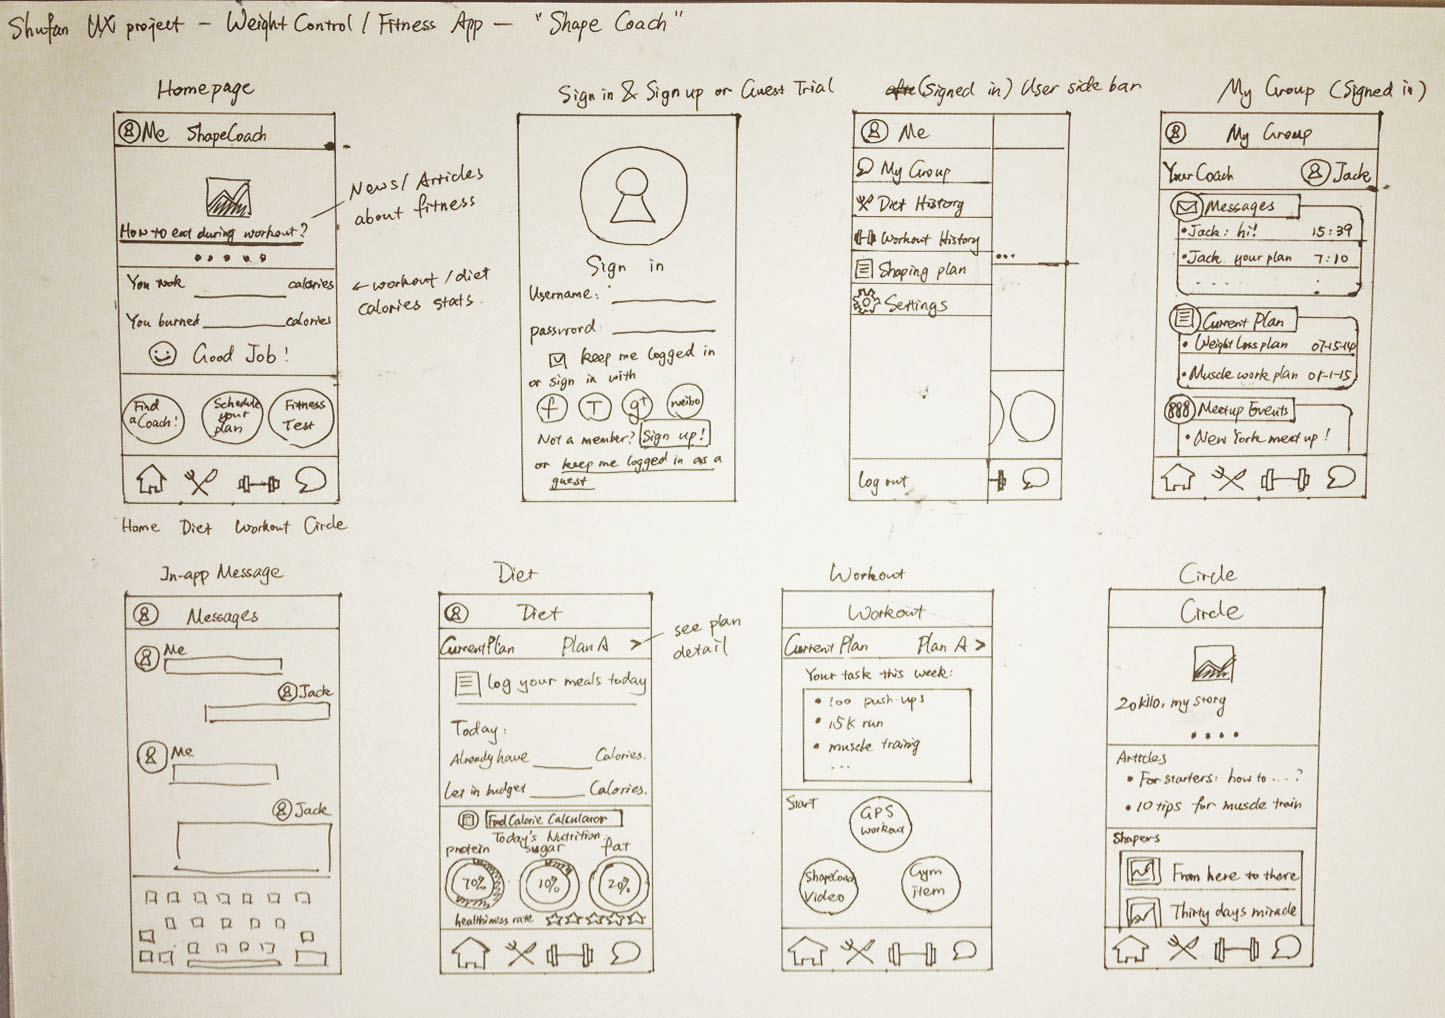 Shufan UX project - Weight Control / Fitness App - "Shape Coach"
Homepage
Me ShapeCoach
How to eat during workout?
You took ______ calories
You burned ______ calories
Good Job!
Find a Coach!
Schedule your plan
Fitness Test
Home Diet Workout Circle
News/Articles
about fitness
← workout/diet
calories stats.
Sign in & Sign up or Guest Trial
Sign in
Username:
password:
keep me logged in
or sign in with
f T g+ weibo
Not a member? Sign up!
or keep me logged in as a
guest
(signed in) User side bar
Me
My Group
Diet History
Workout History
Shaping plan
Settings
log out
My Group (signed in)
My Group
Your Coach Jack
Messages
• Jack: hi! 15:39
• Jack your plan 7:10
Current Plan
• Weight loss plan 07-15-14
• Muscle work plan 01-1-15
Meetup Events
• New York meet up!
In-app Message
Messages
Me
Jack
Me
Jack
Diet
Diet
Current Plan Plan A >
see plan
detail
log your meals today
Today:
Already have ______ Calories.
in budget ______ Calories.
Food Calorie Calculator
Today's Nutrition
protein sugar fat
70% 10% 20%
healthiness rate
Workout
Workout
Current Plan Plan A >
Your task this week:
• 100 push-ups
• 15k run
• muscle traing
...
Start
GPS
workout
ShapeCoach
Video
Gym
item
Circle
Circle
20 kilo, my story
Articles
• For starters: how to ....?
• 10 tips for muscle train
Shapers
From here to there
Thirty days miracle